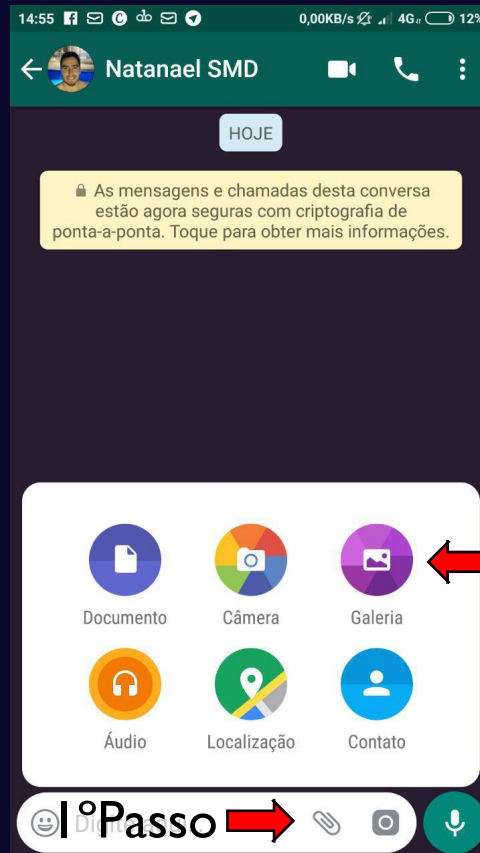 14:55 0,00KB/s 4G 12%
Natanael SMD
HOJE
As mensagens e chamadas desta conversa
estão agora seguras com criptografia de
ponta-a-ponta. Toque para obter mais informações.
Documento Câmera Galeria
Áudio Localização Contato
1ºPasso